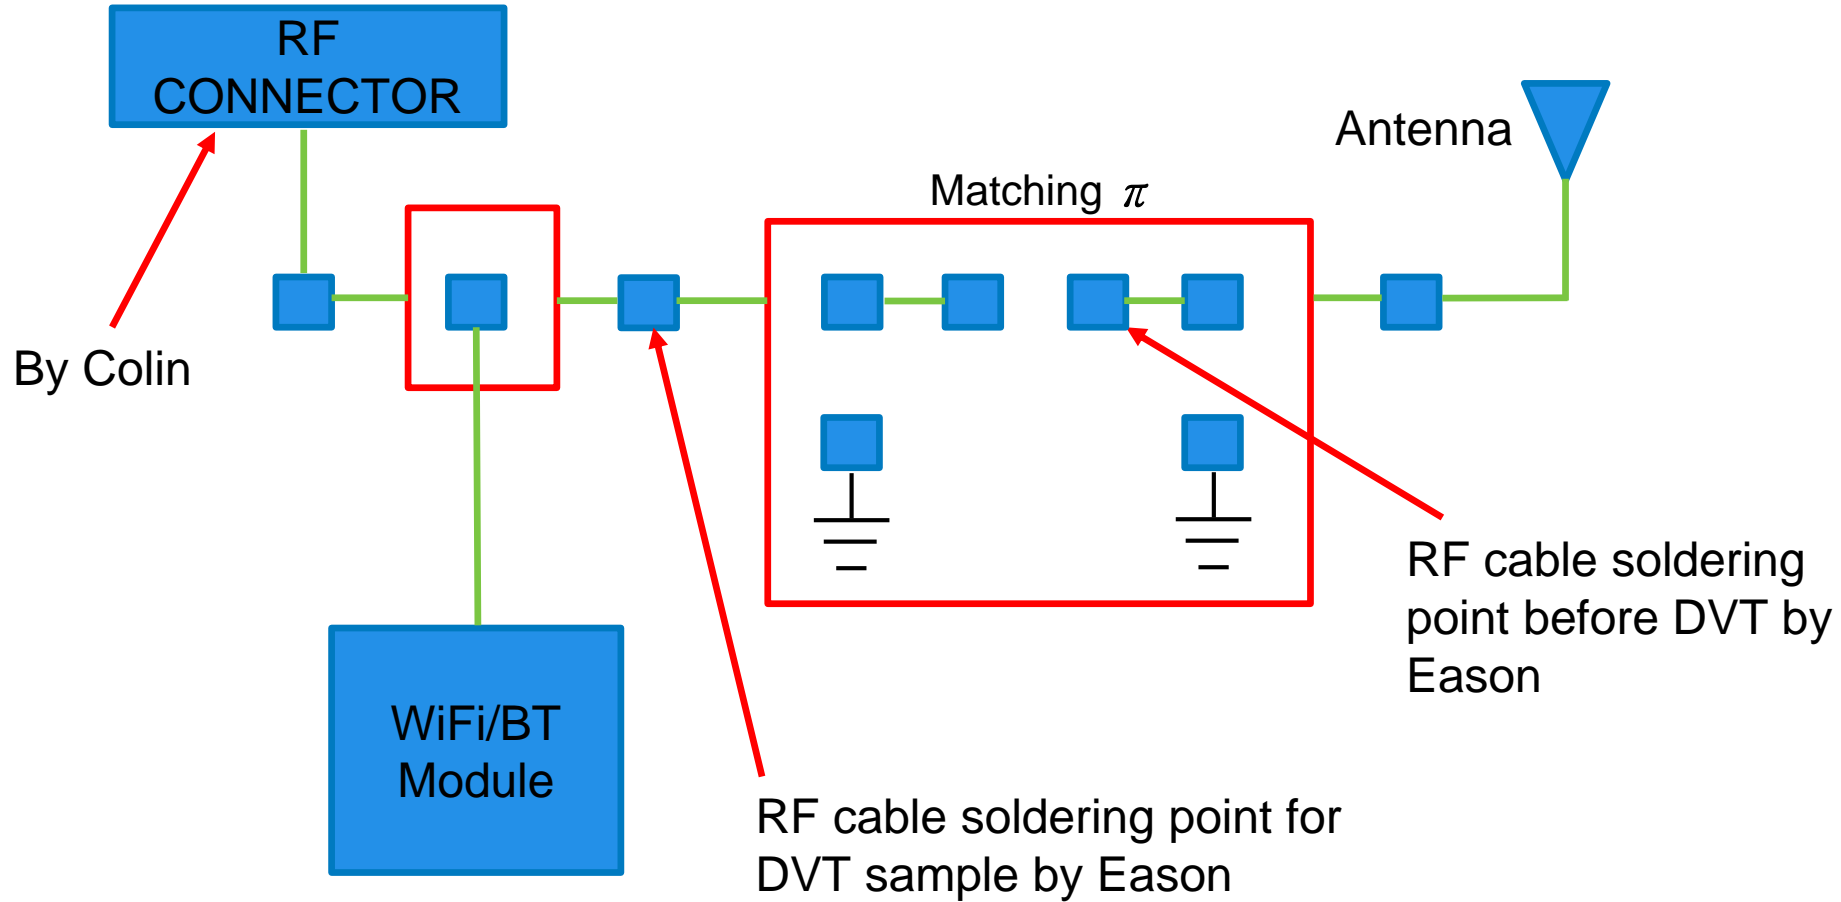 RF
CONNECTOR
Antenna
Matching π
By Colin
RF cable soldering
point before DVT by
Eason
WiFi/BT
Module
RF cable soldering point for
DVT sample by Eason